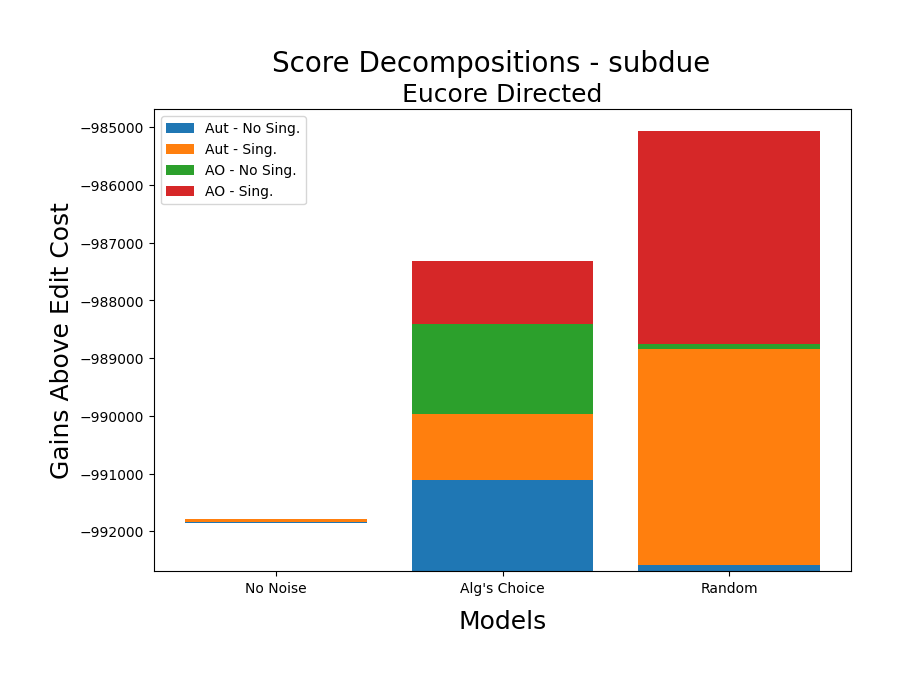 Score Decompositions - subdue
Eucore Directed
Gains Above Edit Cost
−985000
−986000
−987000
−988000
−989000
−990000
−991000
−992000
Aut - No Sing.
Aut - Sing.
AO - No Sing.
AO - Sing.
No Noise
Alg's Choice
Random
Models